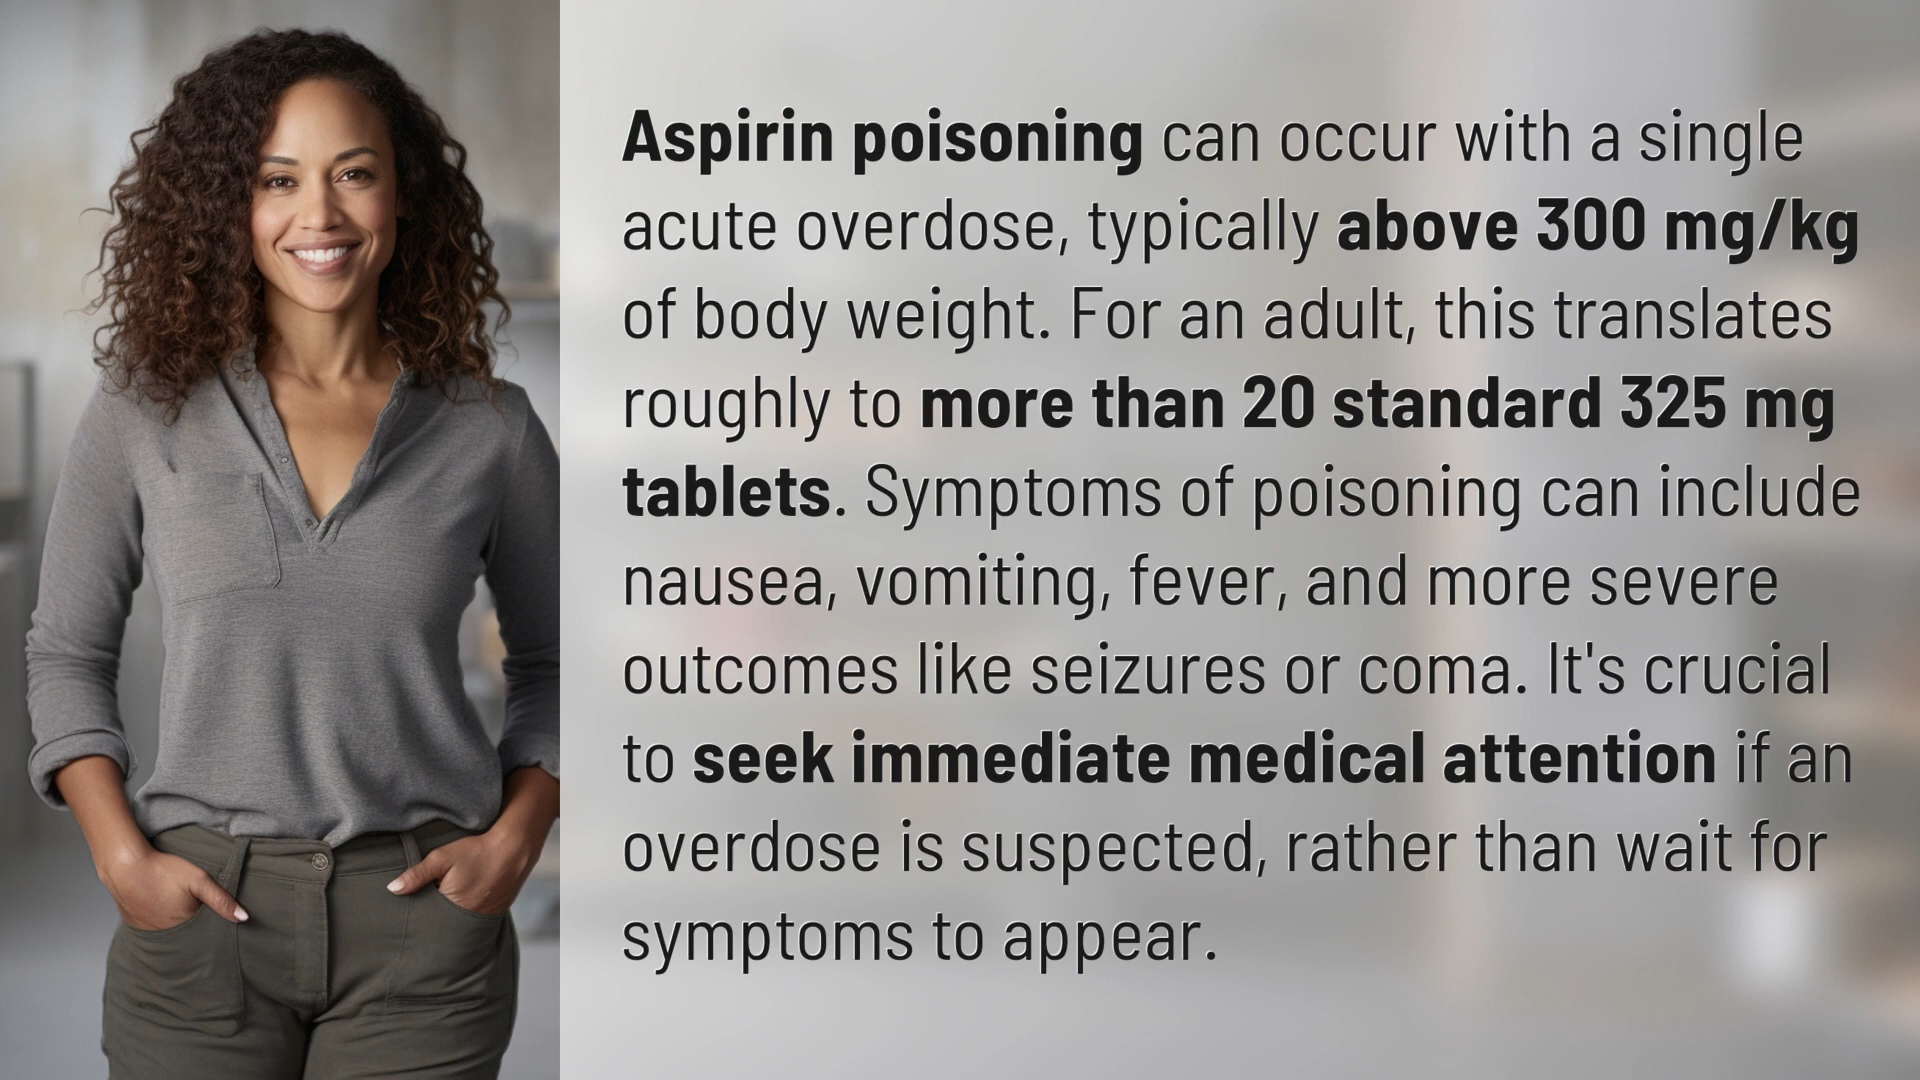 Aspirin poisoning can occur with a single
acute overdose, typically above 300 mg/kg
of body weight. For an adult, this translates
roughly to more than 20 standard 325 mg
tablets. Symptoms of poisoning can include
nausea, vomiting, fever, and more severe
outcomes like seizures or coma. It's crucial
to seek immediate medical attention if an
overdose is suspected, rather than wait for
symptoms to appear.